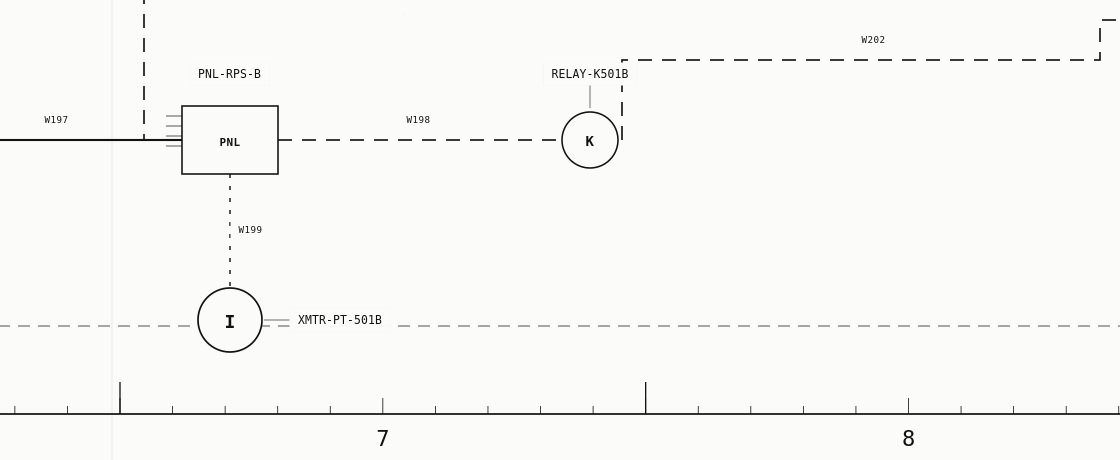 W202
PNL-RPS-B
RELAY-K501B
W197
W198
PNL
K
W199
I
XMTR-PT-501B
7
8